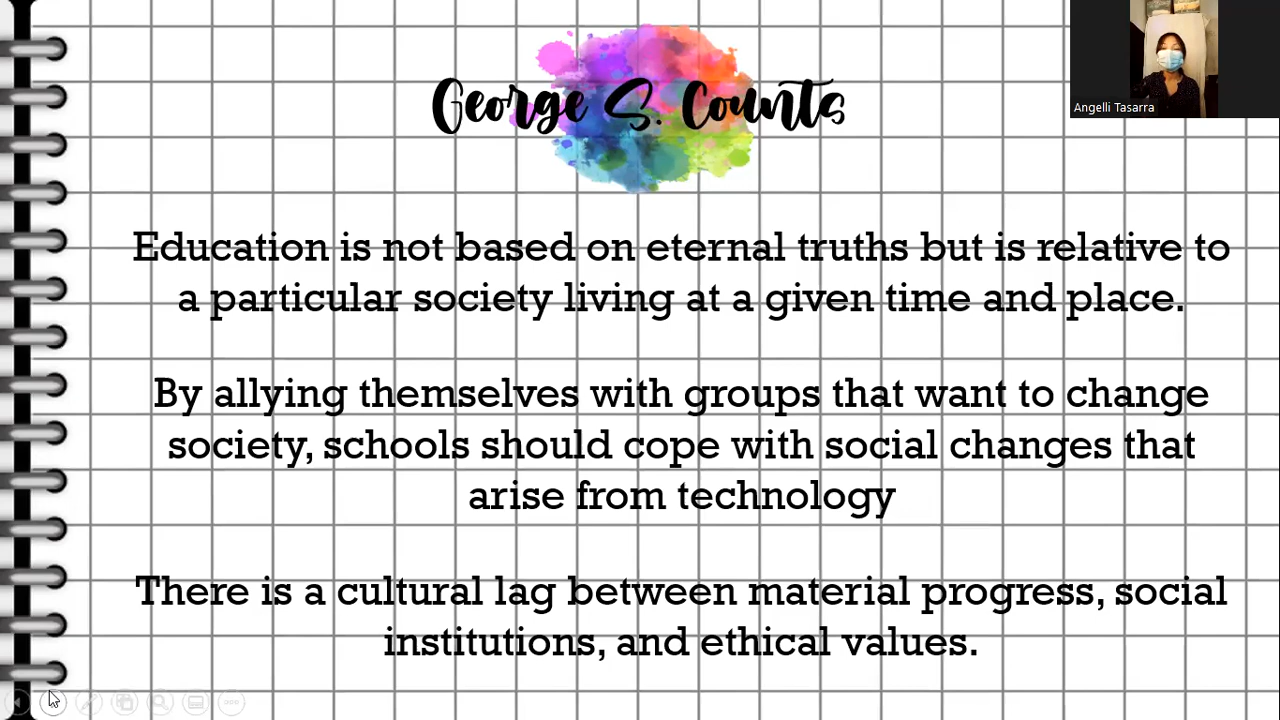 George S. Counts
Angelli Tasarra
Education is not based on eternal truths but is relative to
a particular society living at a given time and place.
By allying themselves with groups that want to change
society, schools should cope with social changes that
arise from technology
There is a cultural lag between material progress, social
institutions, and ethical values.